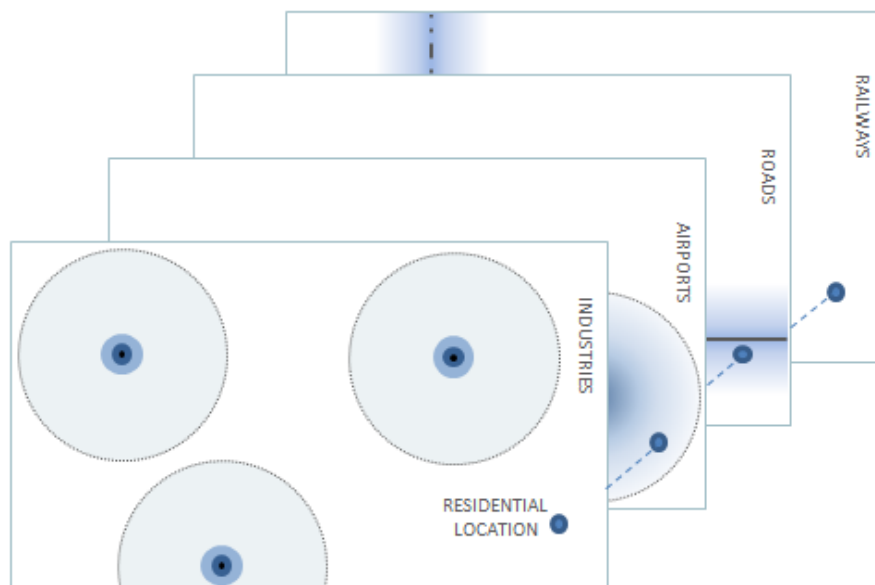 RAILWAYS
ROADS
AIRPORTS
INDUSTRIES
RESIDENTIAL
LOCATION